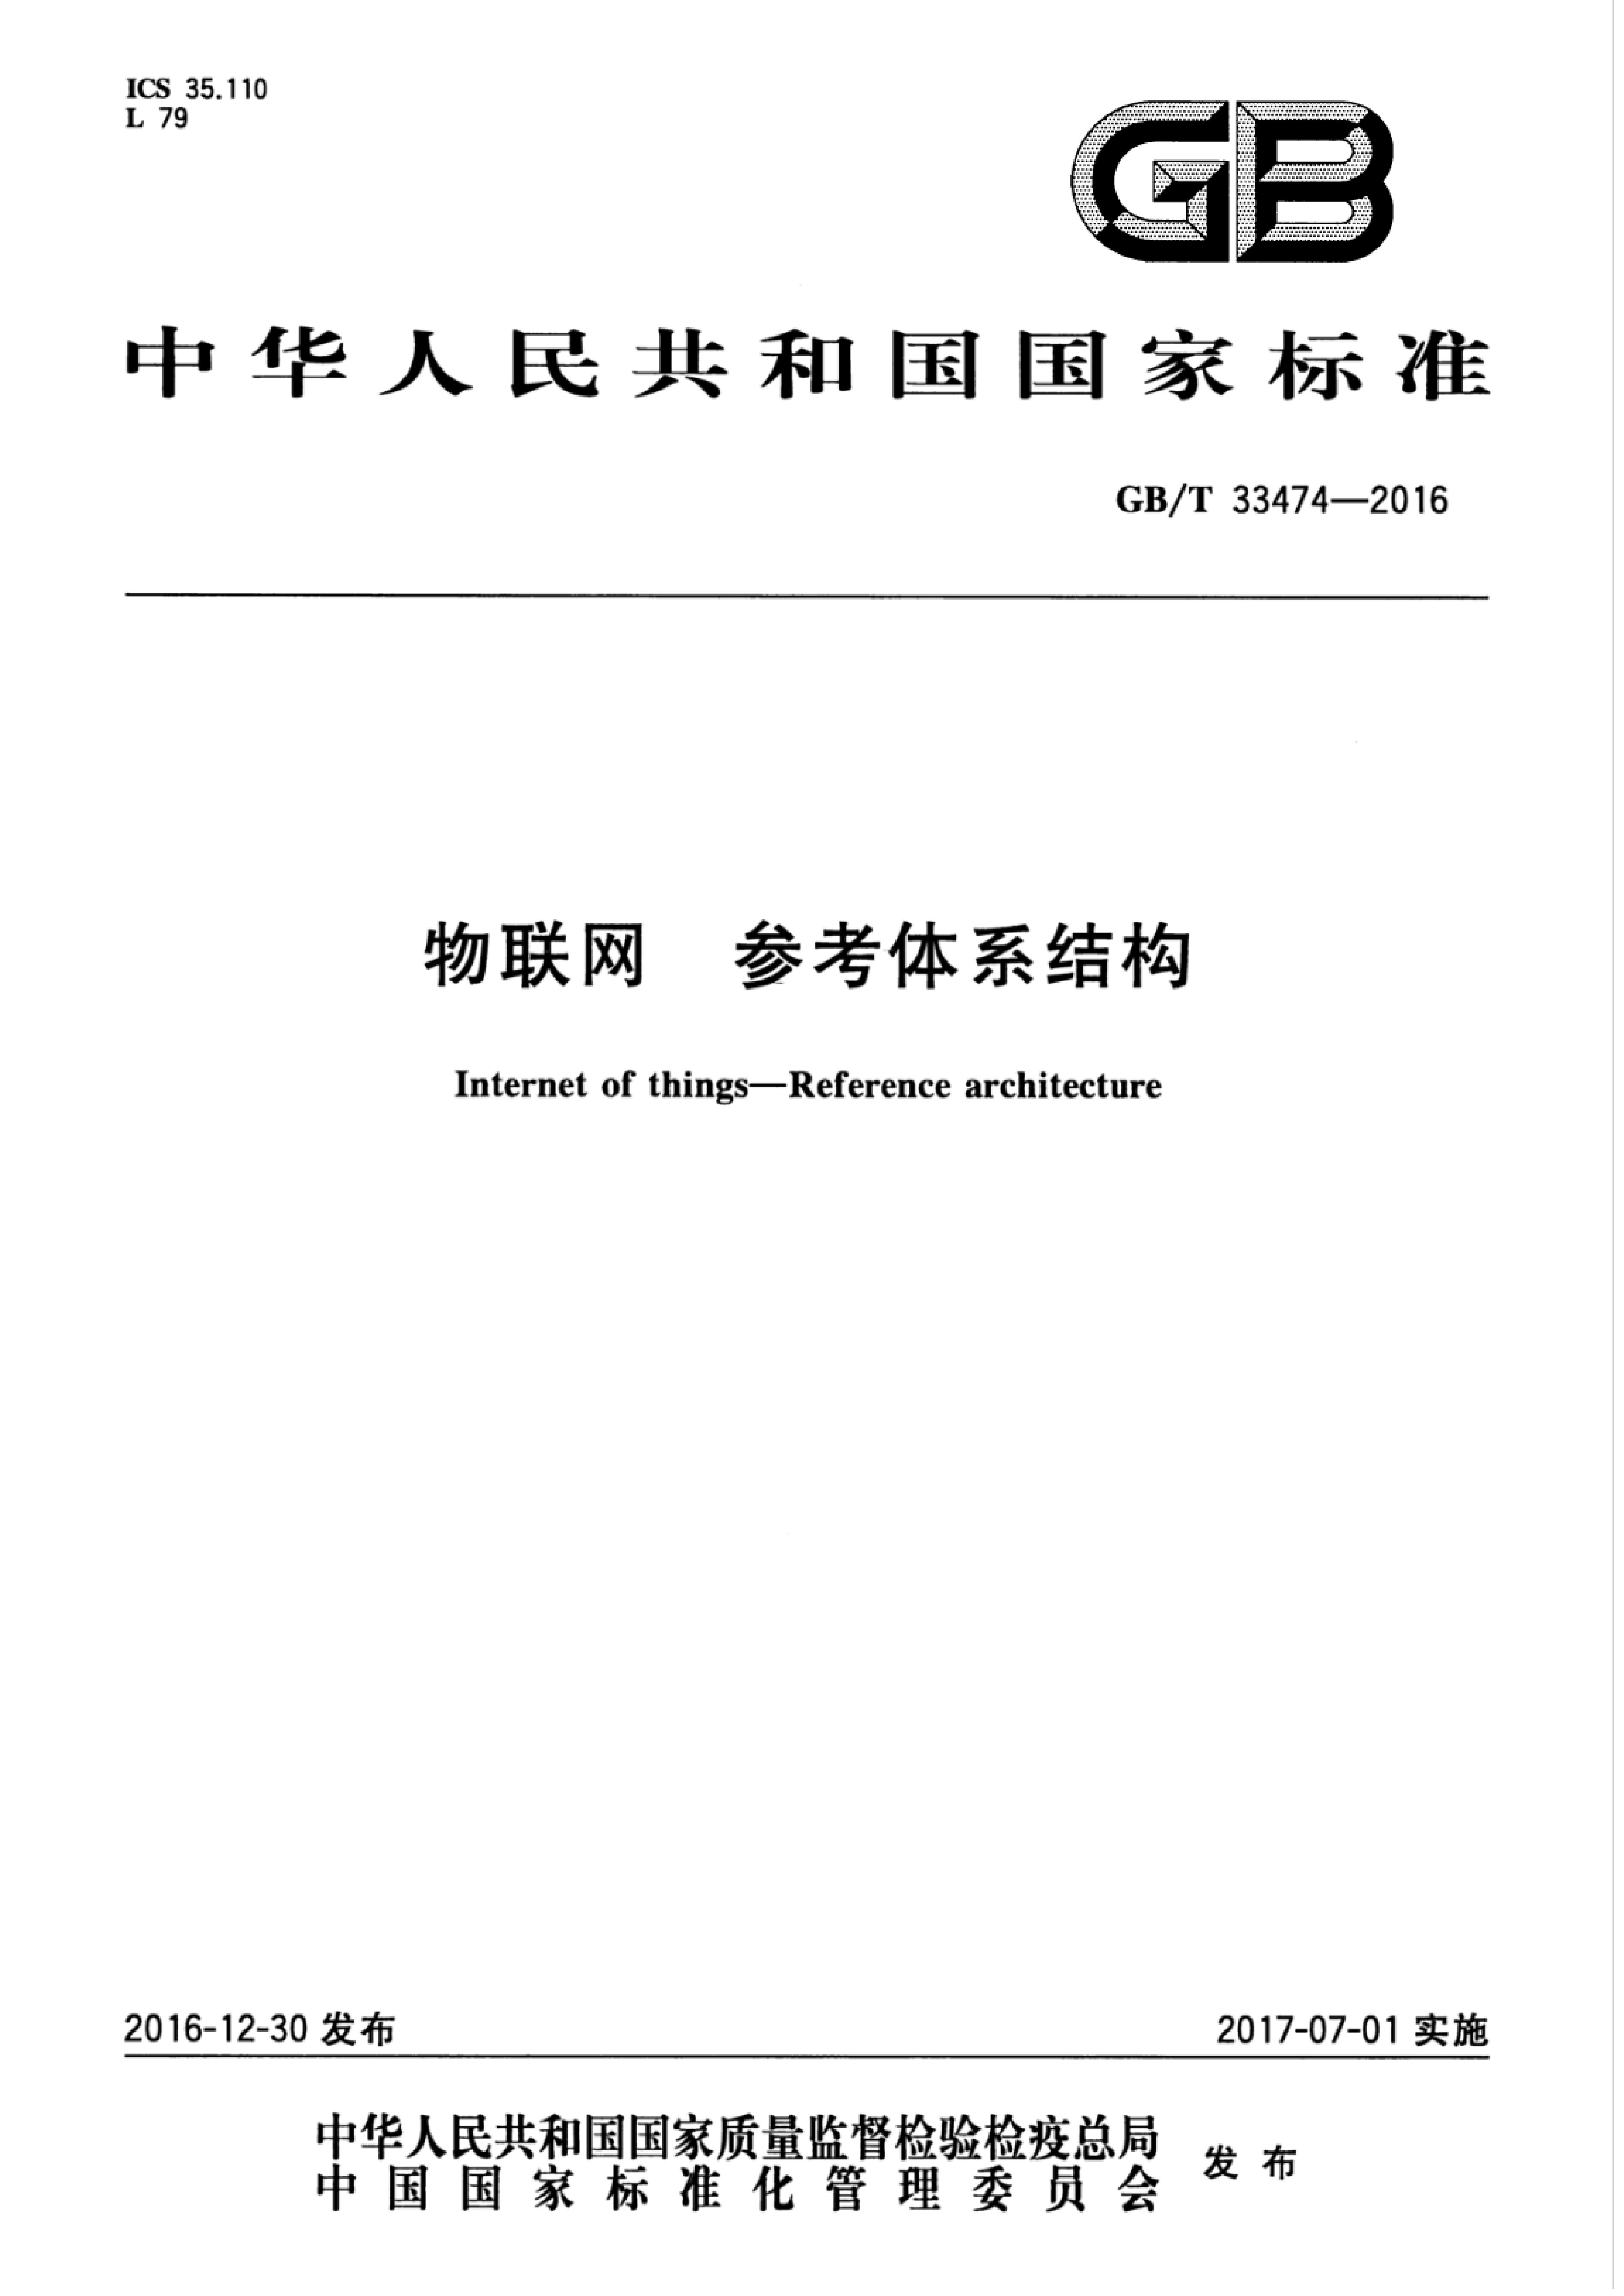 ICS 35.110
L 79
GB
中华人民共和国国家标准
GB/T 33474—2016
物联网 参考体系结构
Internet of things—Reference architecture
2016-12-30 发布
2017-07-01 实施
中华人民共和国国家质量监督检验检疫总局
中国国家标准化管理委员会
发布